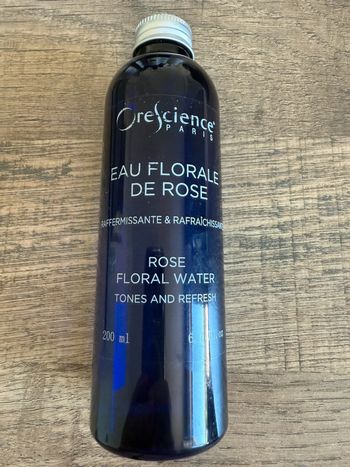 OreScience
PARIS
EAU FLORALE
DE ROSE
RAFFERMISSANTE & RAFRAÎCHISSANTE
ROSE
FLORAL WATER
TONES AND REFRESH
200 ml